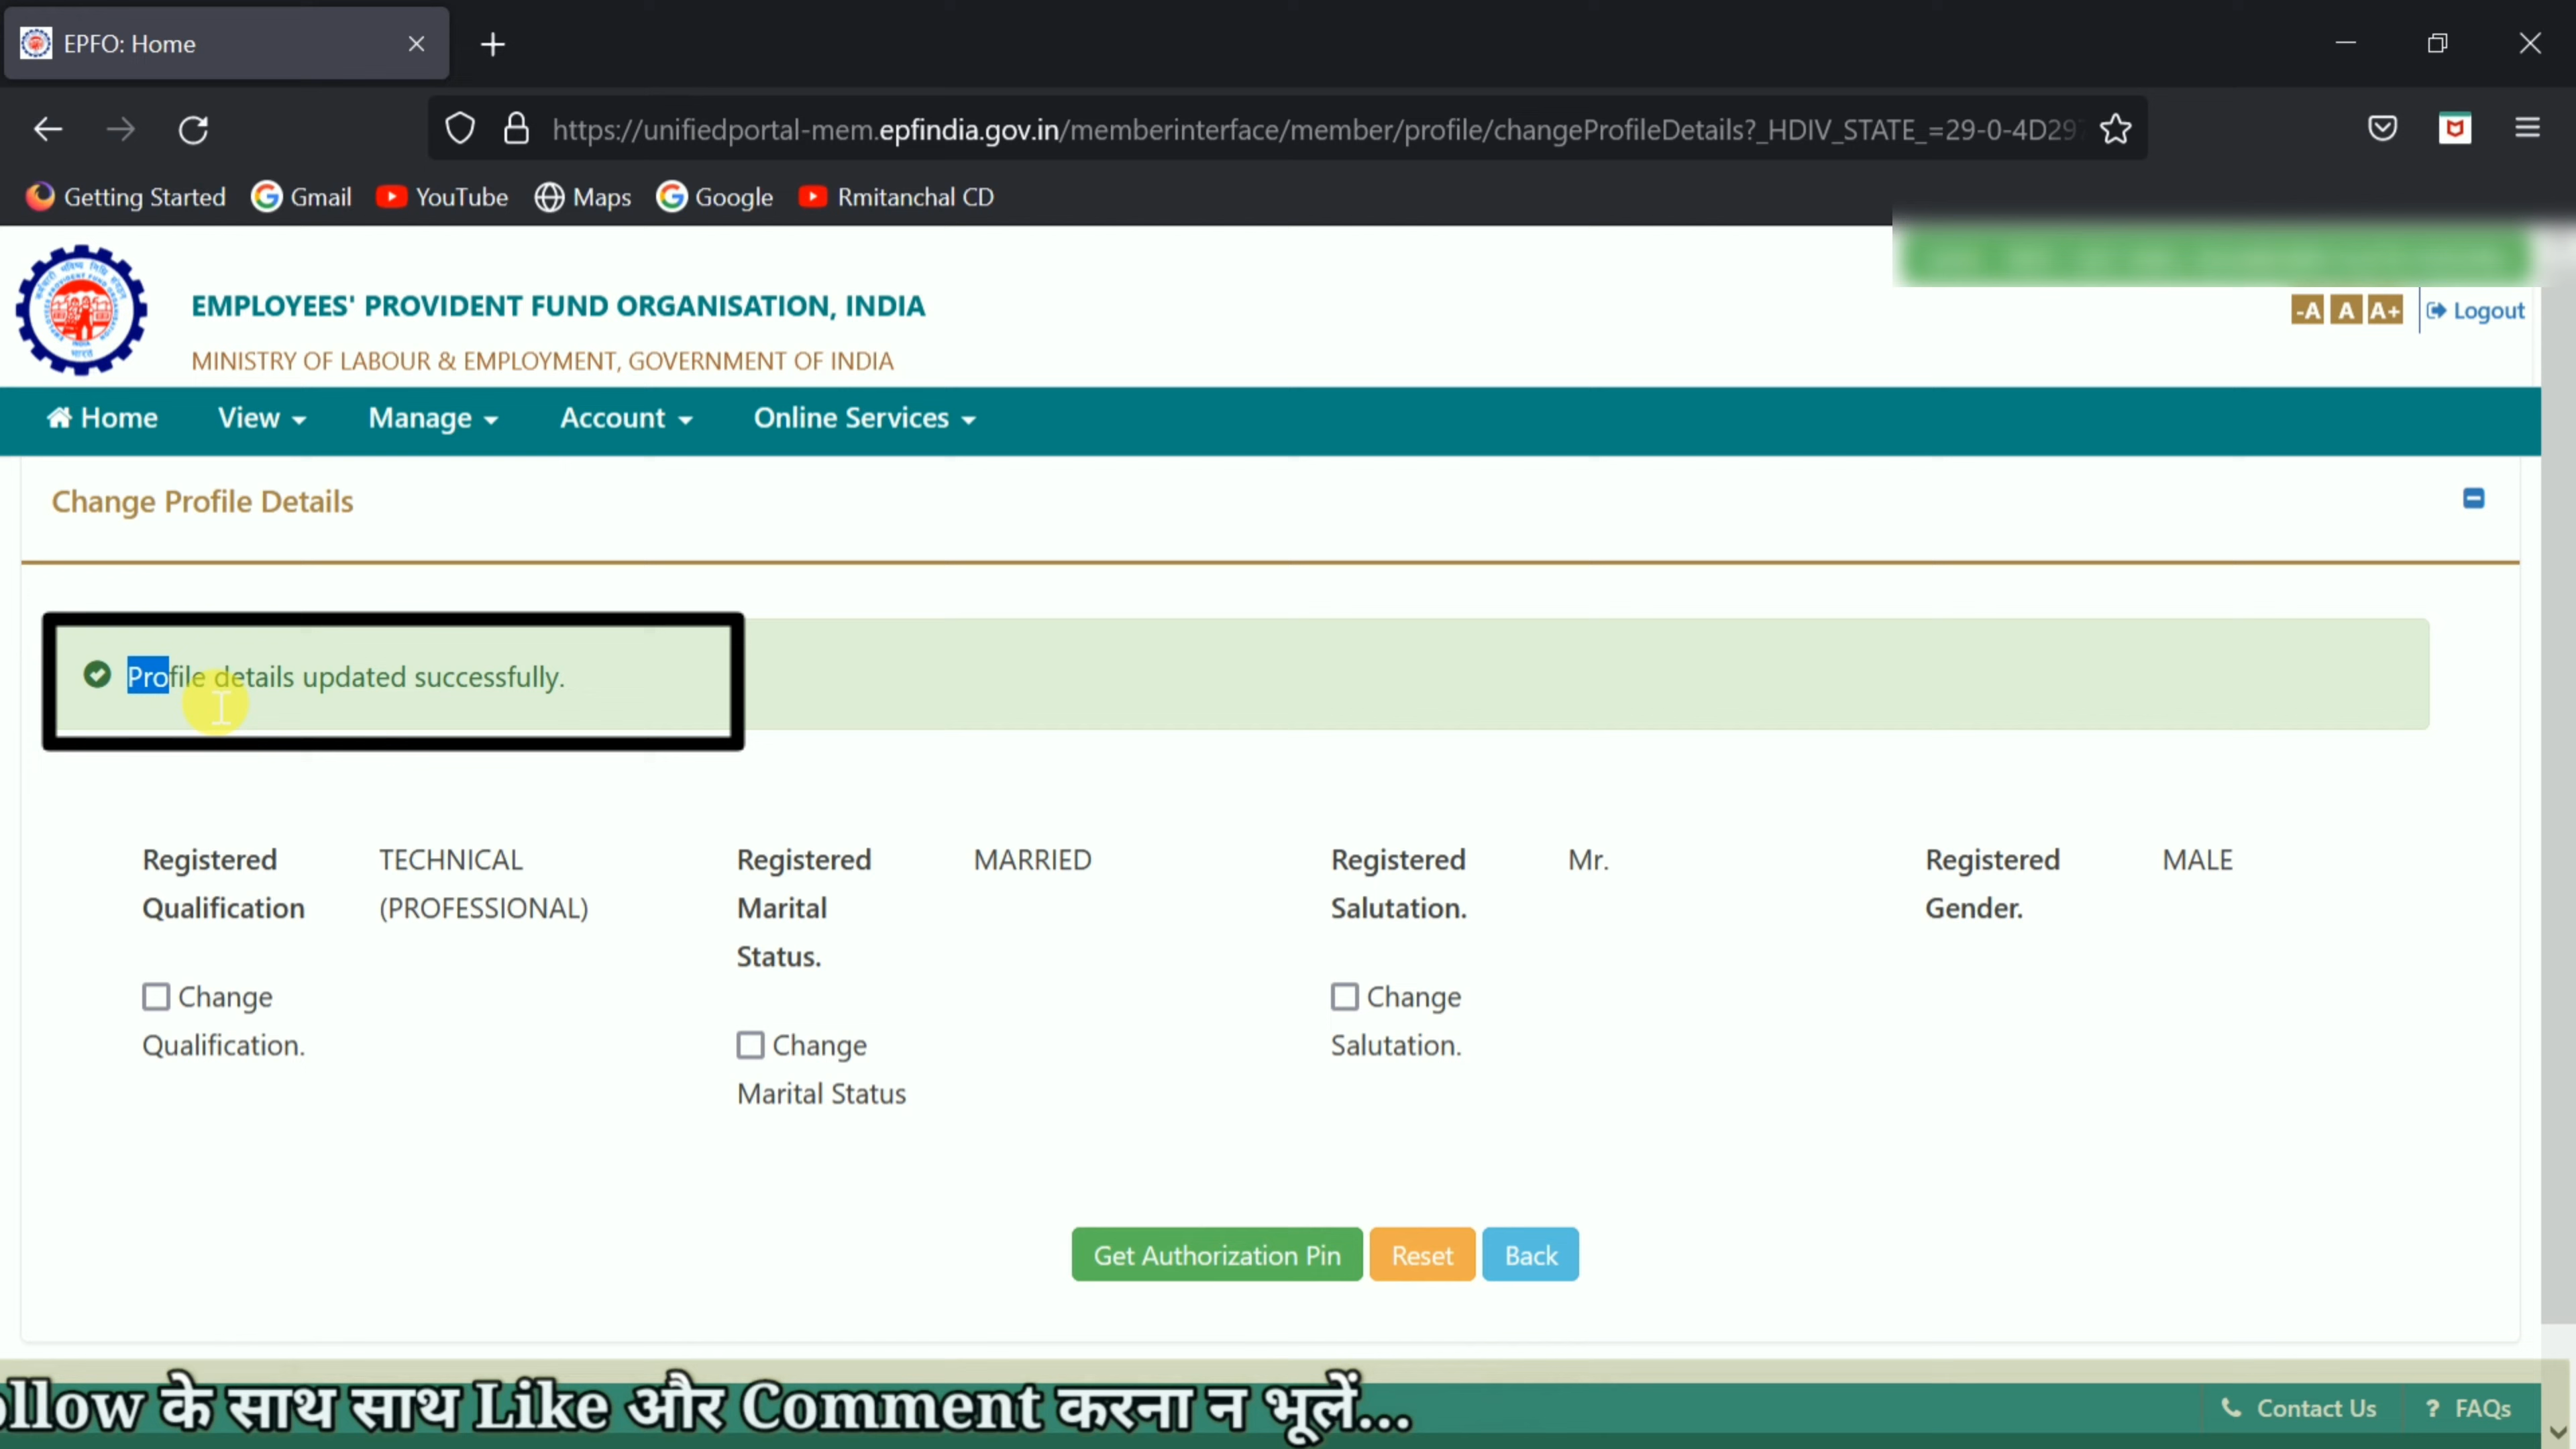 EPFO: Home
https://unifiedportal-mem.epfindia.gov.in/memberinterface/member/profile/changeProfileDetails?_HDIV_STATE_=29-0-4D29
Getting Started Gmail YouTube Maps Google Rmitanchal CD
EMPLOYEES' PROVIDENT FUND ORGANISATION, INDIA
MINISTRY OF LABOUR & EMPLOYMENT, GOVERNMENT OF INDIA
-A A A+ Logout
Home View Manage Account Online Services
Change Profile Details
Profile details updated successfully.
Registered Qualification
TECHNICAL (PROFESSIONAL)
Change Qualification.
Registered Marital Status.
MARRIED
Change Marital Status
Registered Salutation.
Mr.
Change Salutation.
Registered Gender.
MALE
Get Authorization Pin Reset Back
ollow के साथ साथ Like और Comment करना न भूलें...
Contact Us ? FAQs